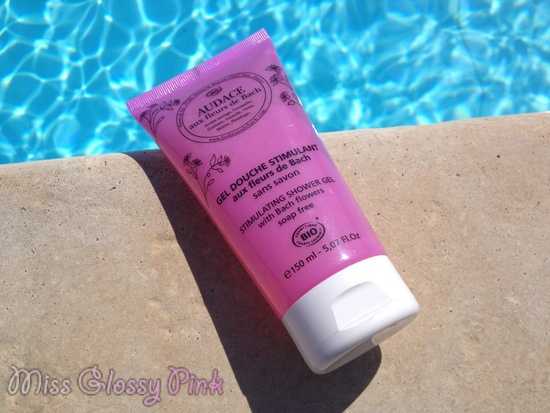 AUDACE
aux fleurs de Bach
GEL DOUCHE STIMULANT
aux fleurs de Bach
sans savon
STIMULATING SHOWER GEL
with Bach flowers
soap free
BIO
e 150 ml - 5,07 Fl.Oz
Miss Glossy Pink